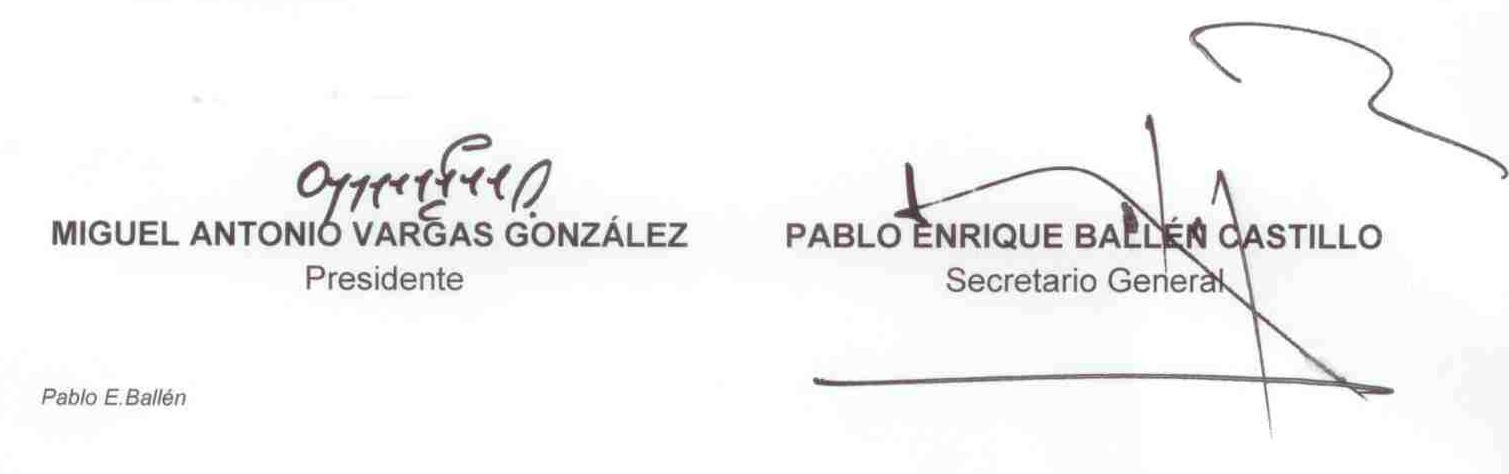 MIGUEL ANTONIO VARGAS GONZÁLEZ
Presidente
PABLO ENRIQUE BALLÉN CASTILLO
Secretario General
Pablo E.Ballén